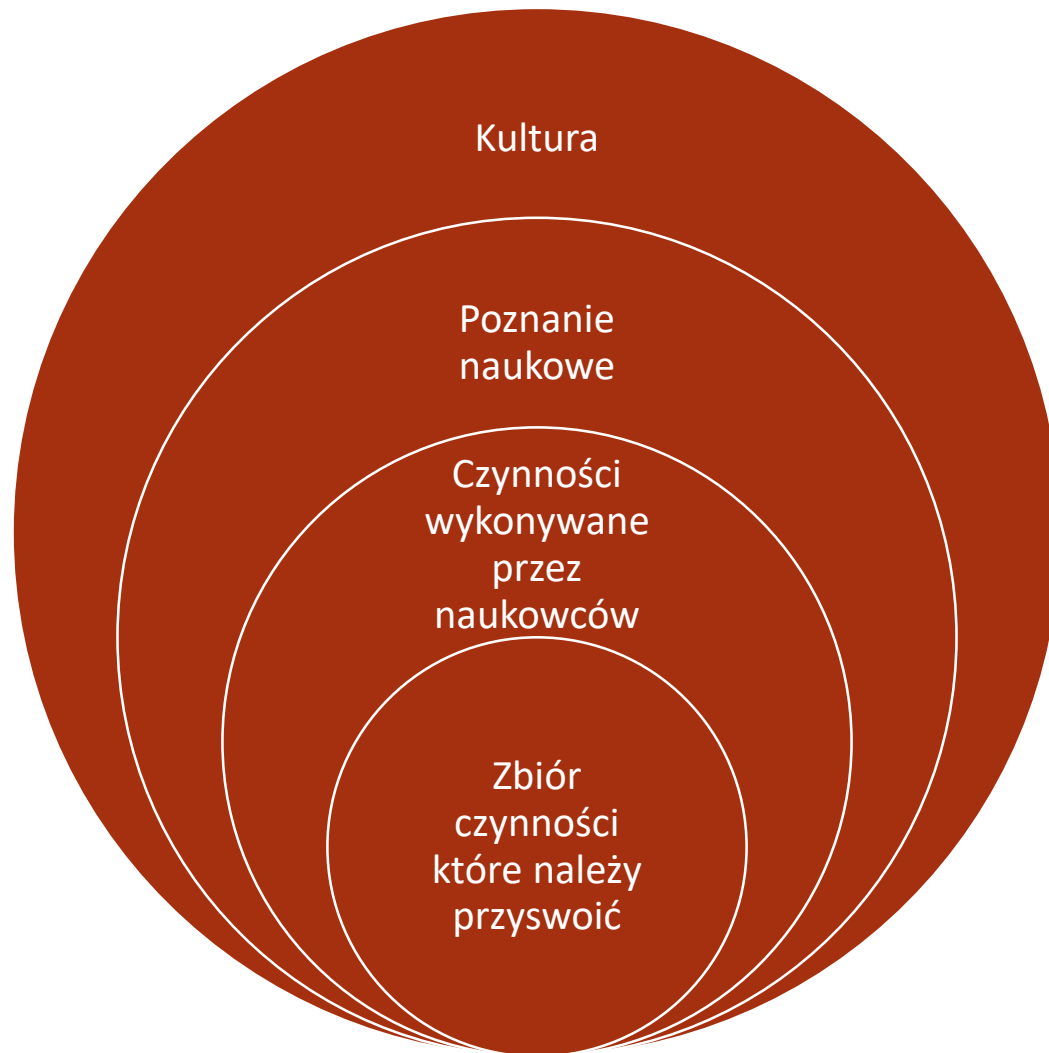 Kultura
Poznanie
naukowe
Czynności
wykonywane
przez
naukowców
Zbiór
czynności
które należy
przyswoić